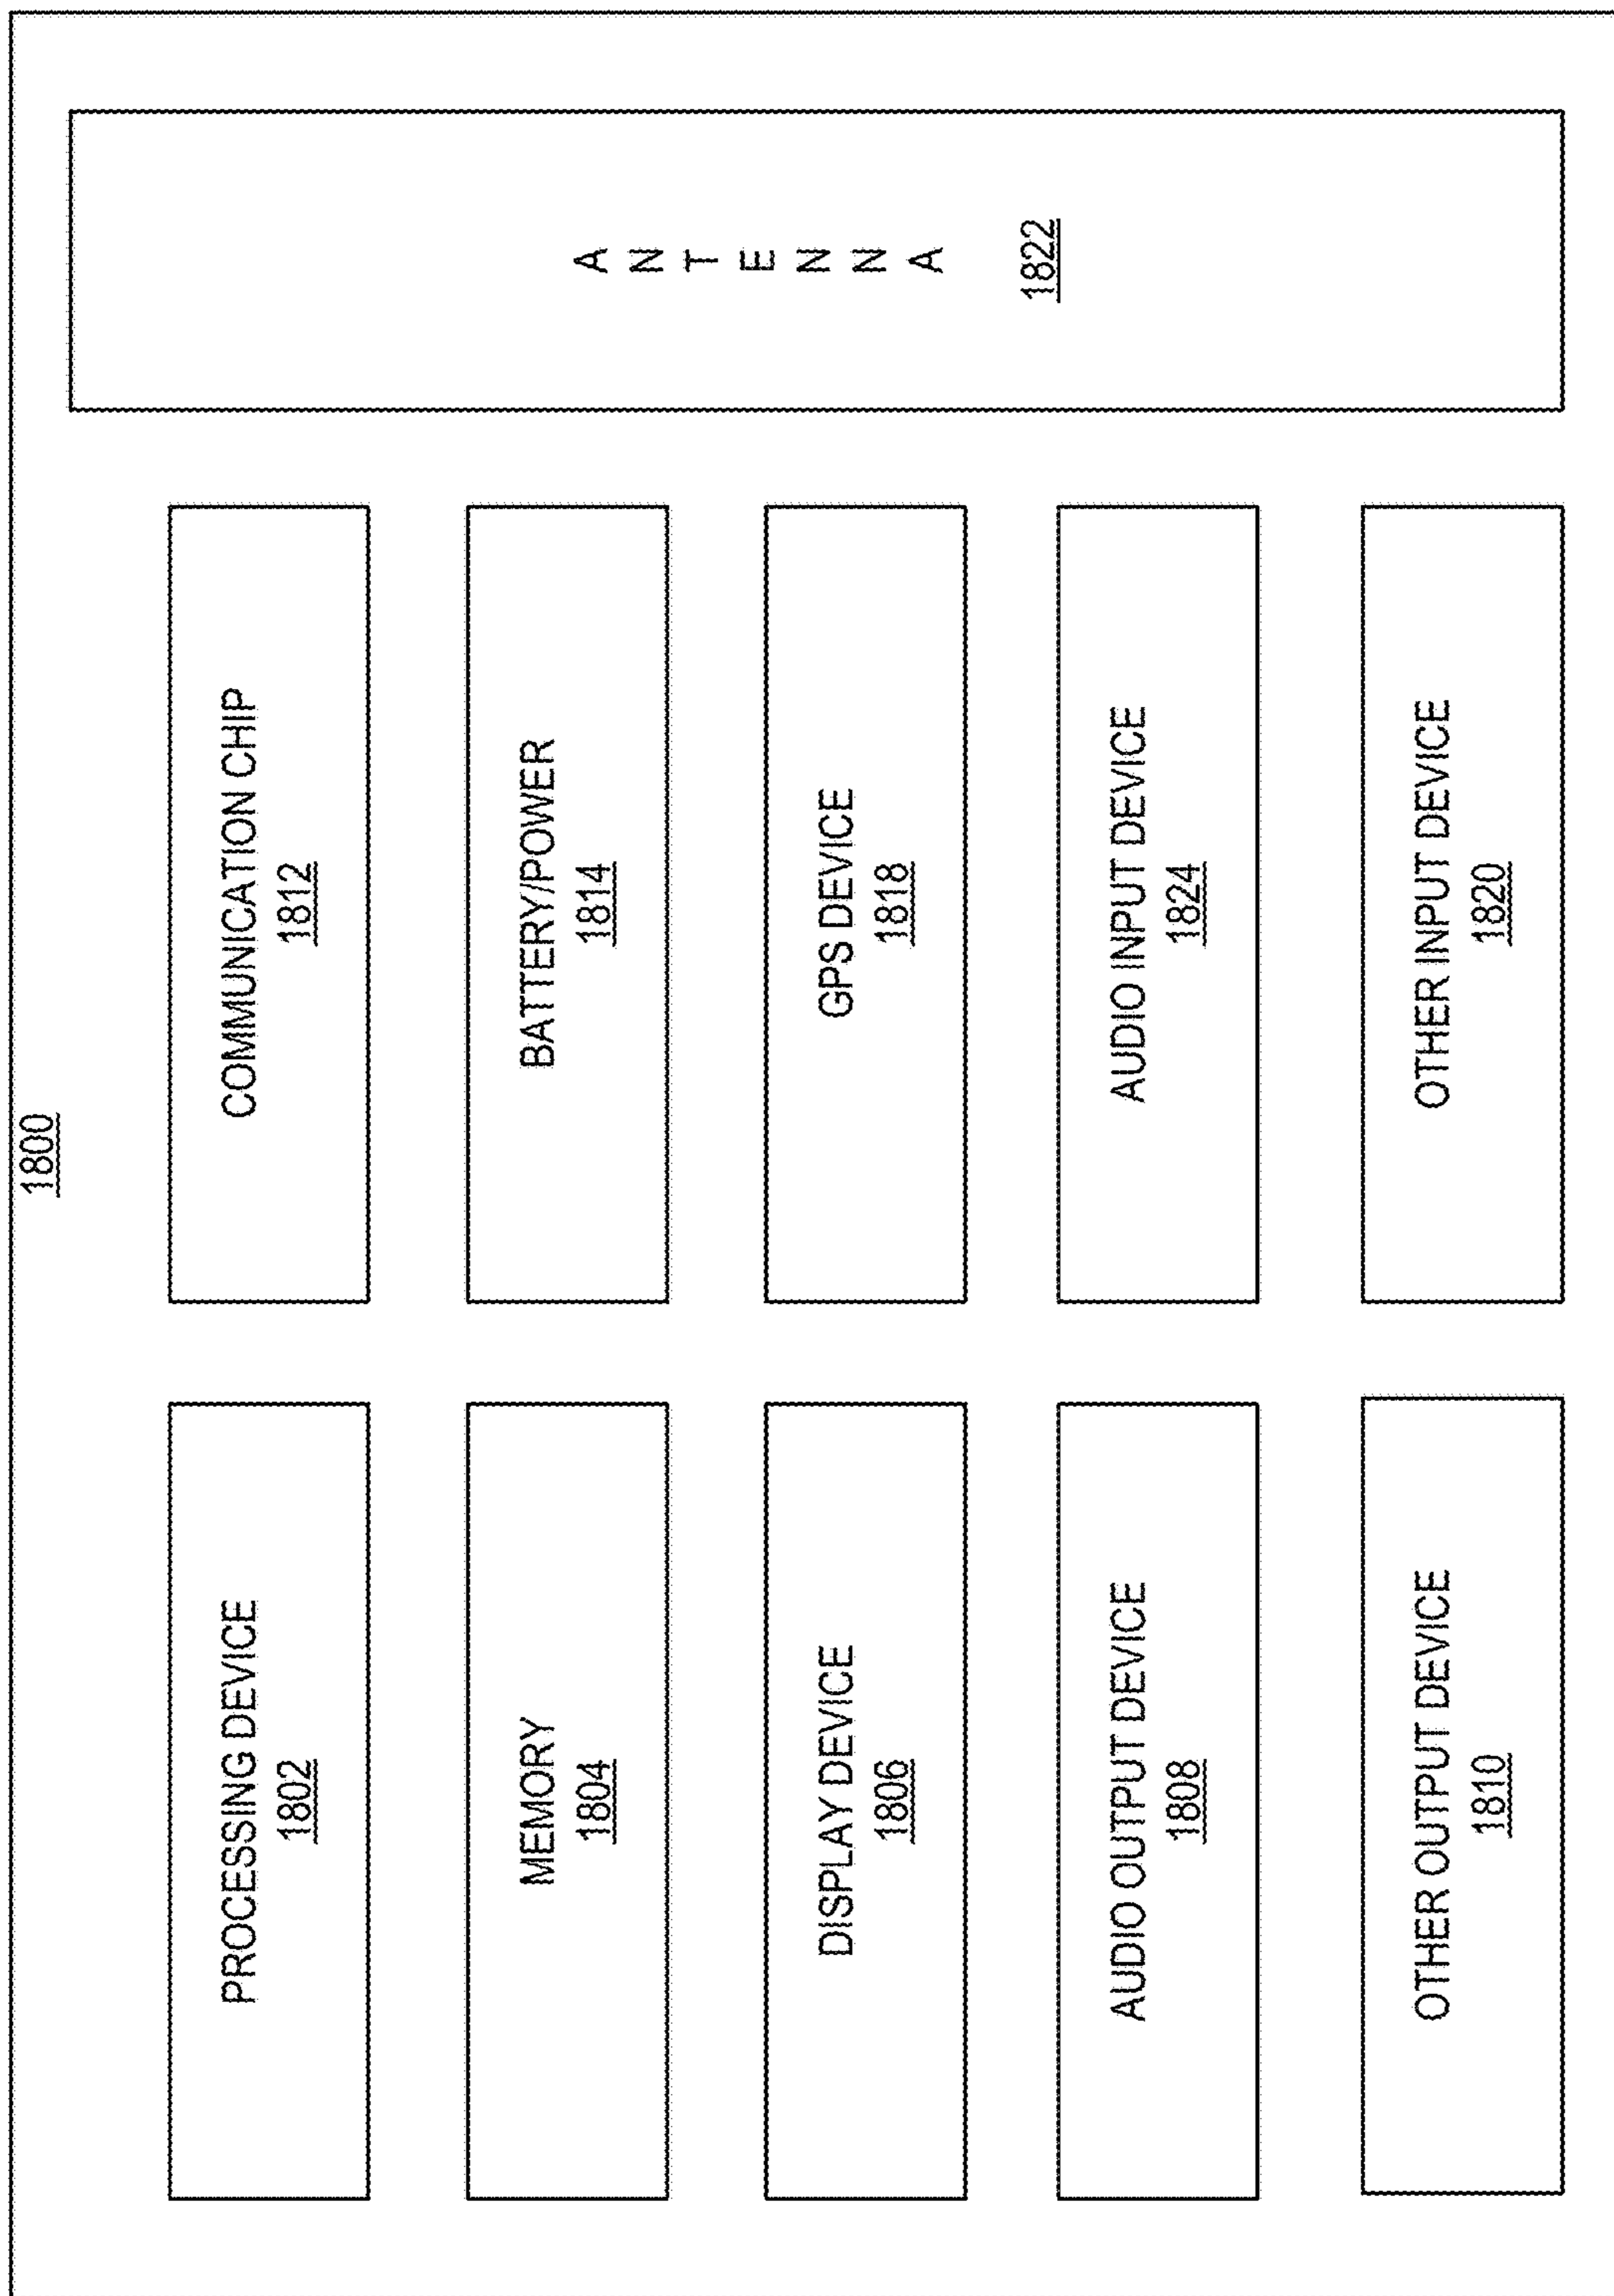 1800
PROCESSING DEVICE
1802
COMMUNICATION CHIP
1812
MEMORY
1804
BATTERY/POWER
1814
DISPLAY DEVICE
1806
GPS DEVICE
1818
AUDIO OUTPUT DEVICE
1808
AUDIO INPUT DEVICE
1824
OTHER OUTPUT DEVICE
1810
OTHER INPUT DEVICE
1820
A
N
T
E
N
N
A
1822